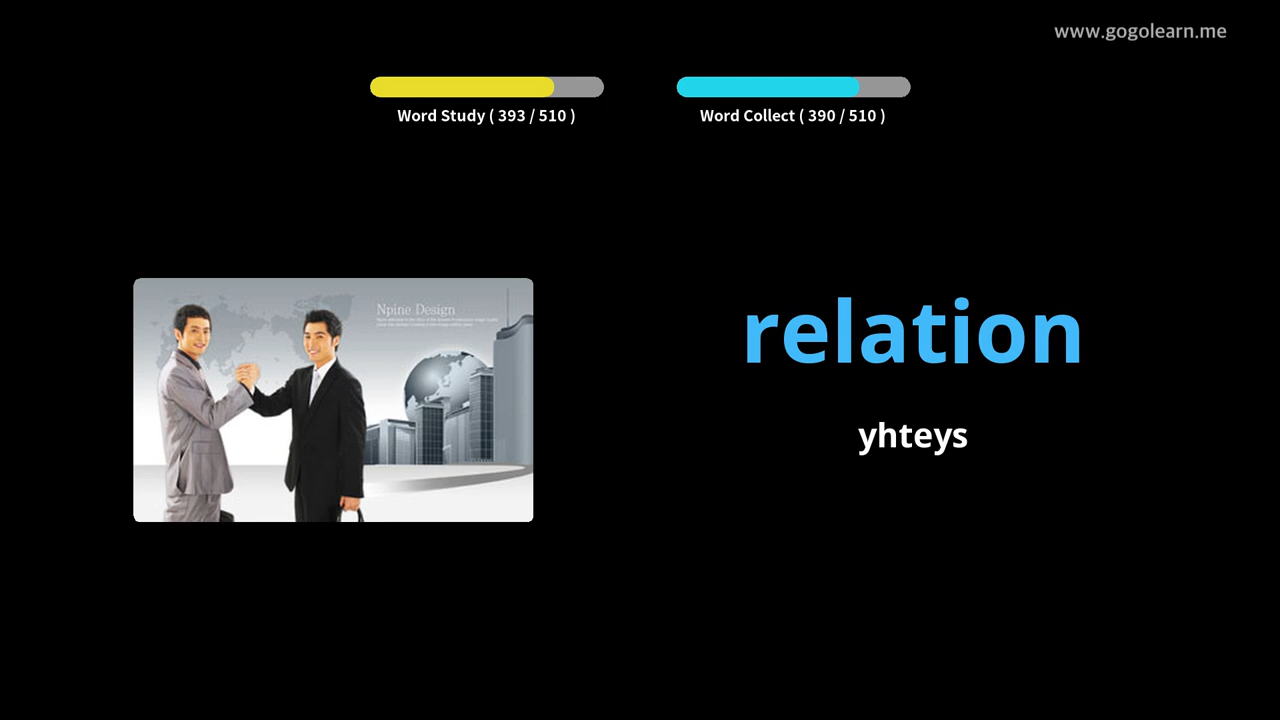 www.gogolearn.me
Word Study ( 393 / 510 )
Word Collect ( 390 / 510 )
Npine Design
relation
yhteys